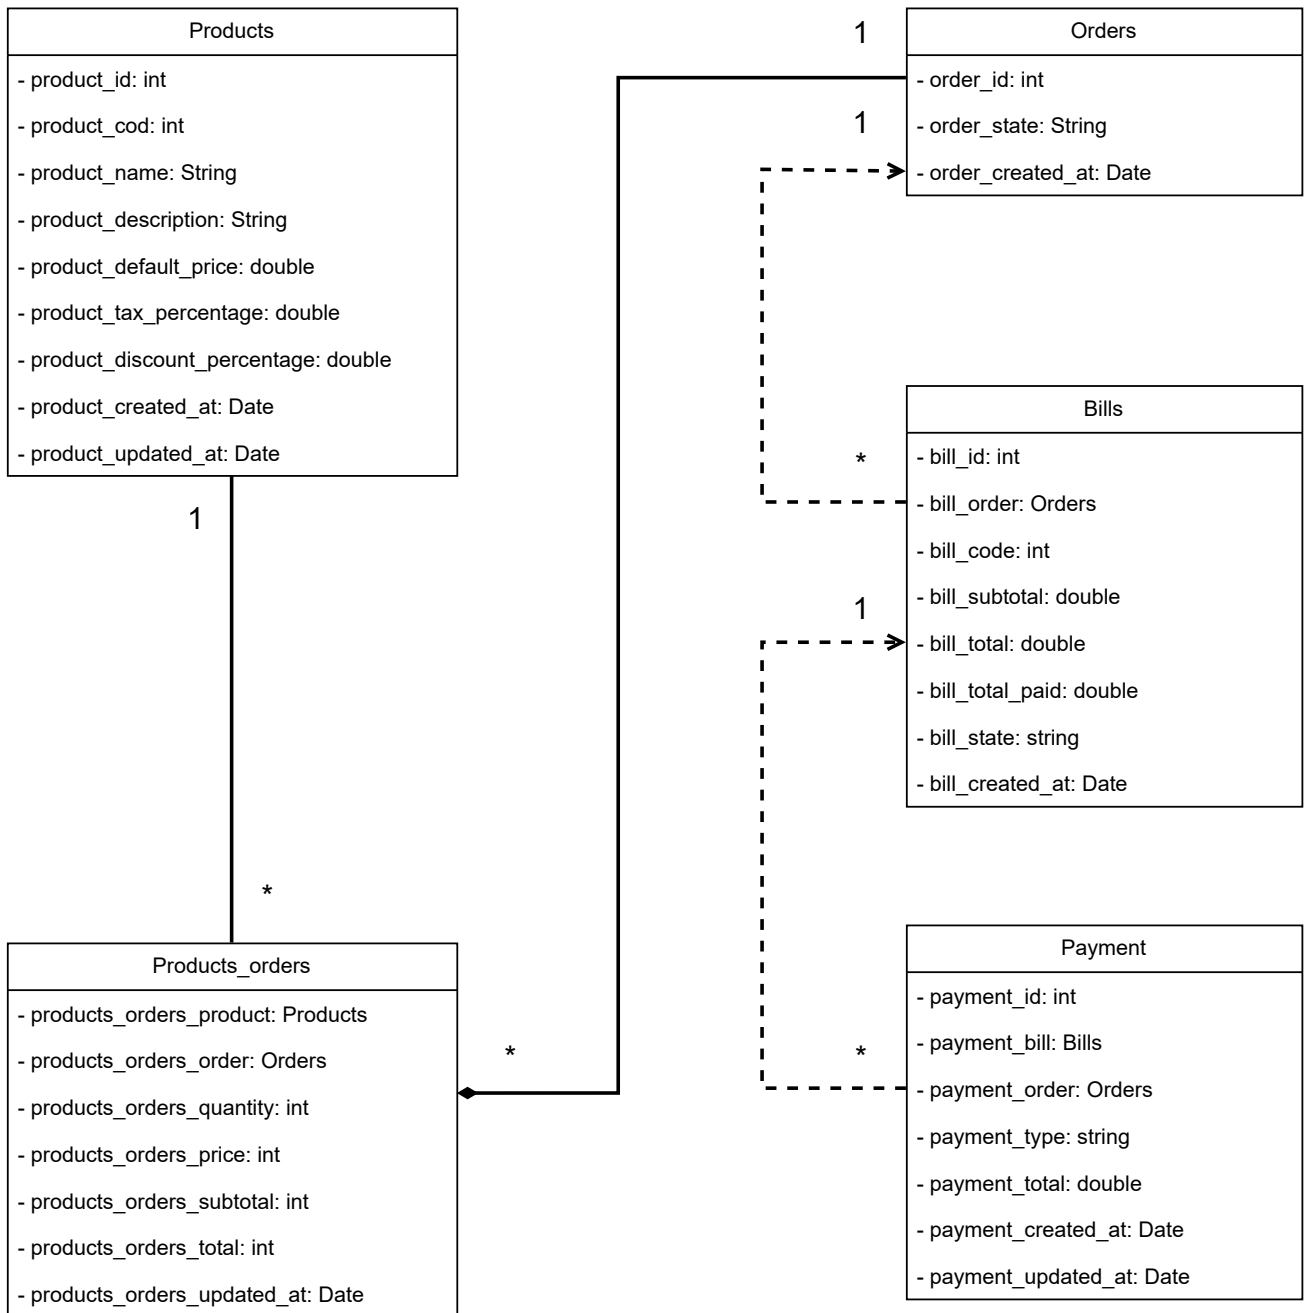 Products
- product_id: int
- product_cod: int
- product_name: String
- product_description: String
- product_default_price: double
- product_tax_percentage: double
- product_discount_percentage: double
- product_created_at: Date
- product_updated_at: Date
1
*
Products_orders
- products_orders_product: Products
- products_orders_order: Orders
- products_orders_quantity: int
- products_orders_price: int
- products_orders_subtotal: int
- products_orders_total: int
- products_orders_updated_at: Date
*
1
Orders
- order_id: int
- order_state: String
- order_created_at: Date
1
*
Bills
- bill_id: int
- bill_order: Orders
- bill_code: int
- bill_subtotal: double
- bill_total: double
- bill_total_paid: double
- bill_state: string
- bill_created_at: Date
1
*
Payment
- payment_id: int
- payment_bill: Bills
- payment_order: Orders
- payment_type: string
- payment_total: double
- payment_created_at: Date
- payment_updated_at: Date